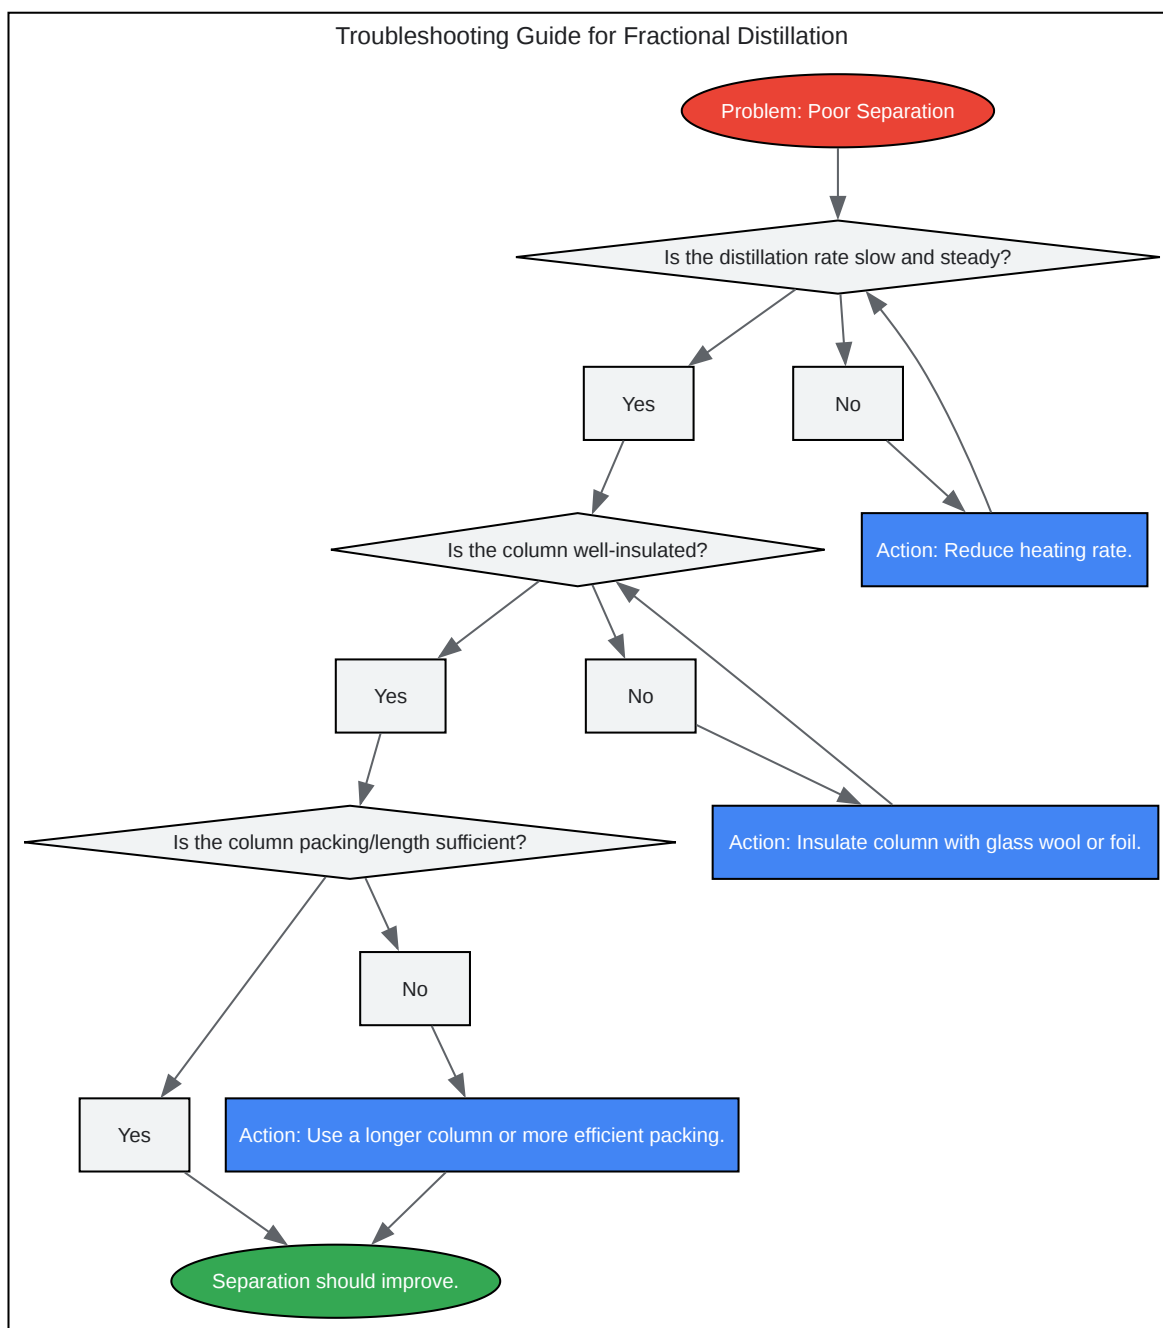 Troubleshooting Guide for Fractional Distillation
Problem: Poor Separation
Is the distillation rate slow and steady?
Yes
No
Is the column well-insulated?
Action: Reduce heating rate.
Yes
No
Is the column packing/length sufficient?
Action: Insulate column with glass wool or foil.
No
Yes
Action: Use a longer column or more efficient packing.
Separation should improve.